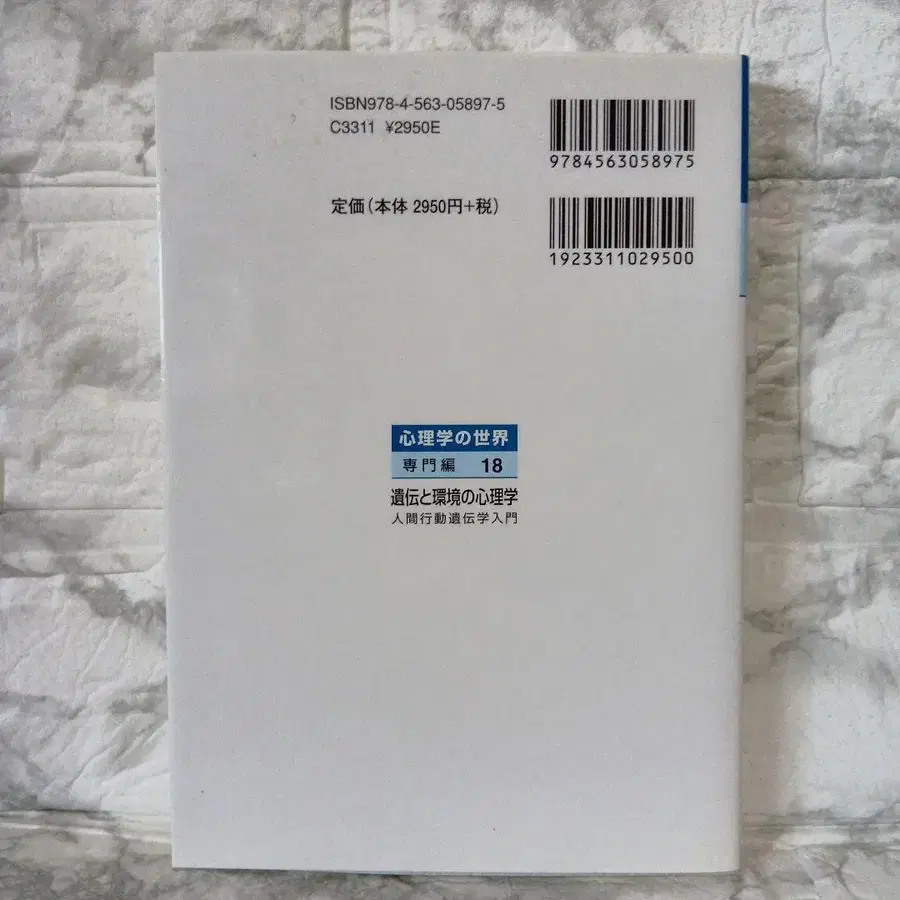 ISBN978-4-563-05897-5
C3311 ¥2950E
9784563058975
定価(本体 2950円+税)
1923311029500
心理学の世界
専門編 18
遺伝と環境の心理学
人間行動遺伝学入門